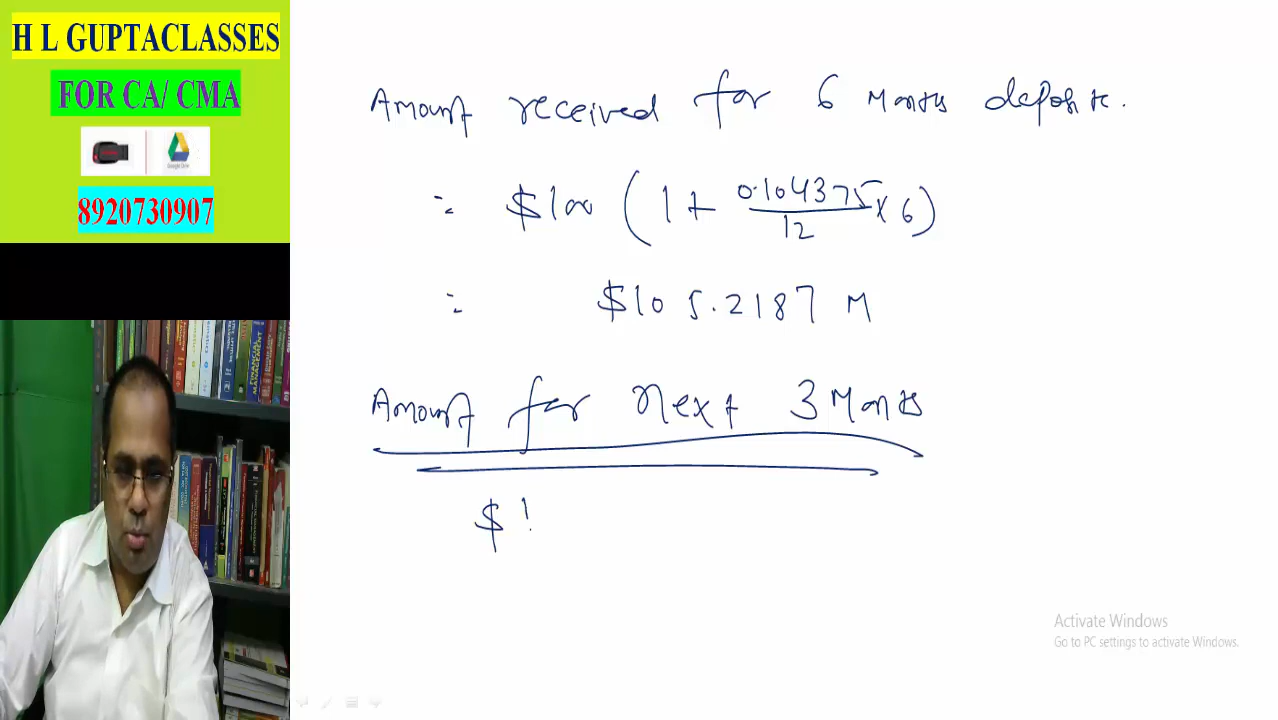 H L GUPTACLASSES
FOR CA/ CMA
8920730907
Amount received for 6 Months deposit.
= $100 ( 1 + 0.104375/12 × 6 )
= $105.2187 M
Amount for next 3 Months
$ 1
Activate Windows
Go to PC settings to activate Windows.